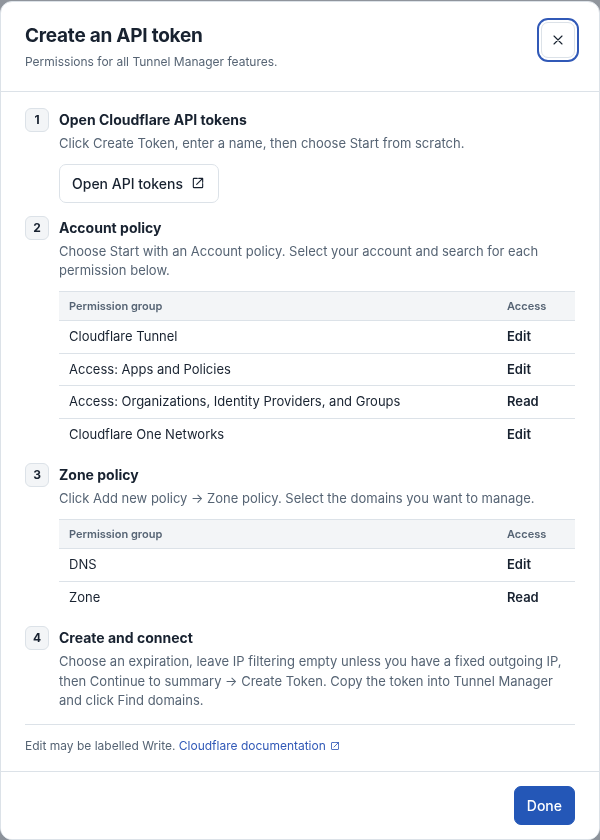 Create an API token
Permissions for all Tunnel Manager features.
1 Open Cloudflare API tokens
Click Create Token, enter a name, then choose Start from scratch.
Open API tokens
2 Account policy
Choose Start with an Account policy. Select your account and search for each
permission below.
Permission group Access
Cloudflare Tunnel Edit
Access: Apps and Policies Edit
Access: Organizations, Identity Providers, and Groups Read
Cloudflare One Networks Edit
3 Zone policy
Click Add new policy → Zone policy. Select the domains you want to manage.
Permission group Access
DNS Edit
Zone Read
4 Create and connect
Choose an expiration, leave IP filtering empty unless you have a fixed outgoing IP,
then Continue to summary → Create Token. Copy the token into Tunnel Manager
and click Find domains.
Edit may be labelled Write. Cloudflare documentation
Done